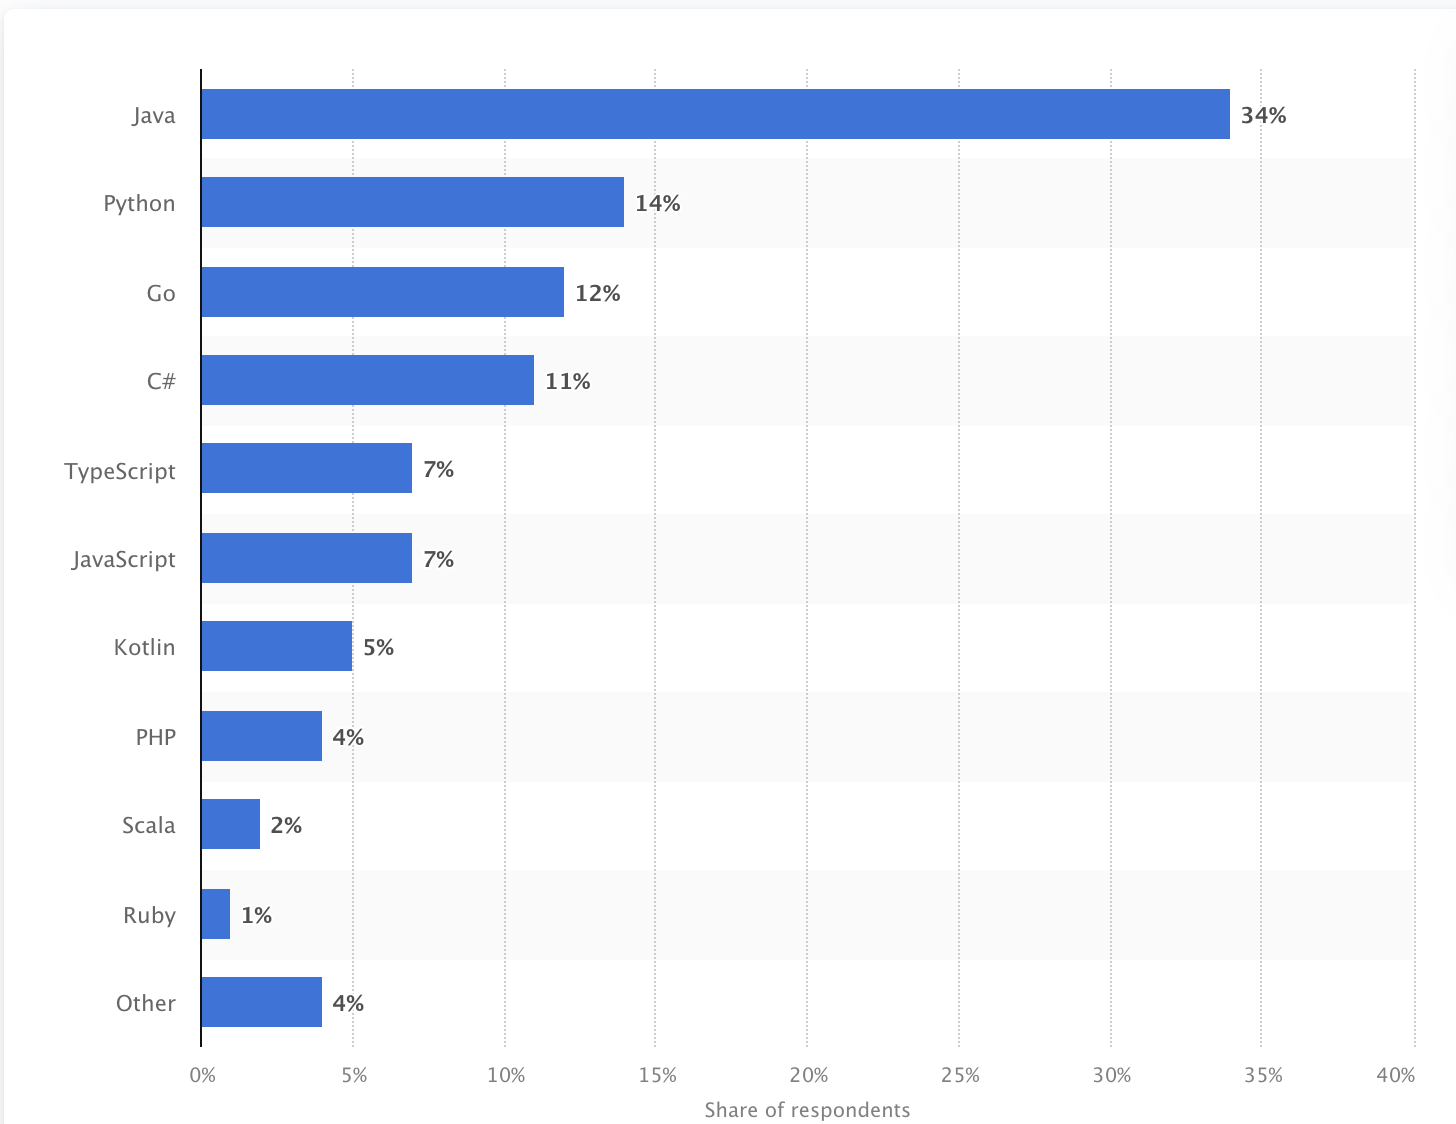 Java 34%
Python 14%
Go 12%
C# 11%
TypeScript 7%
JavaScript 7%
Kotlin 5%
PHP 4%
Scala 2%
Ruby 1%
Other 4%
0% 5% 10% 15% 20% 25% 30% 35% 40%
Share of respondents